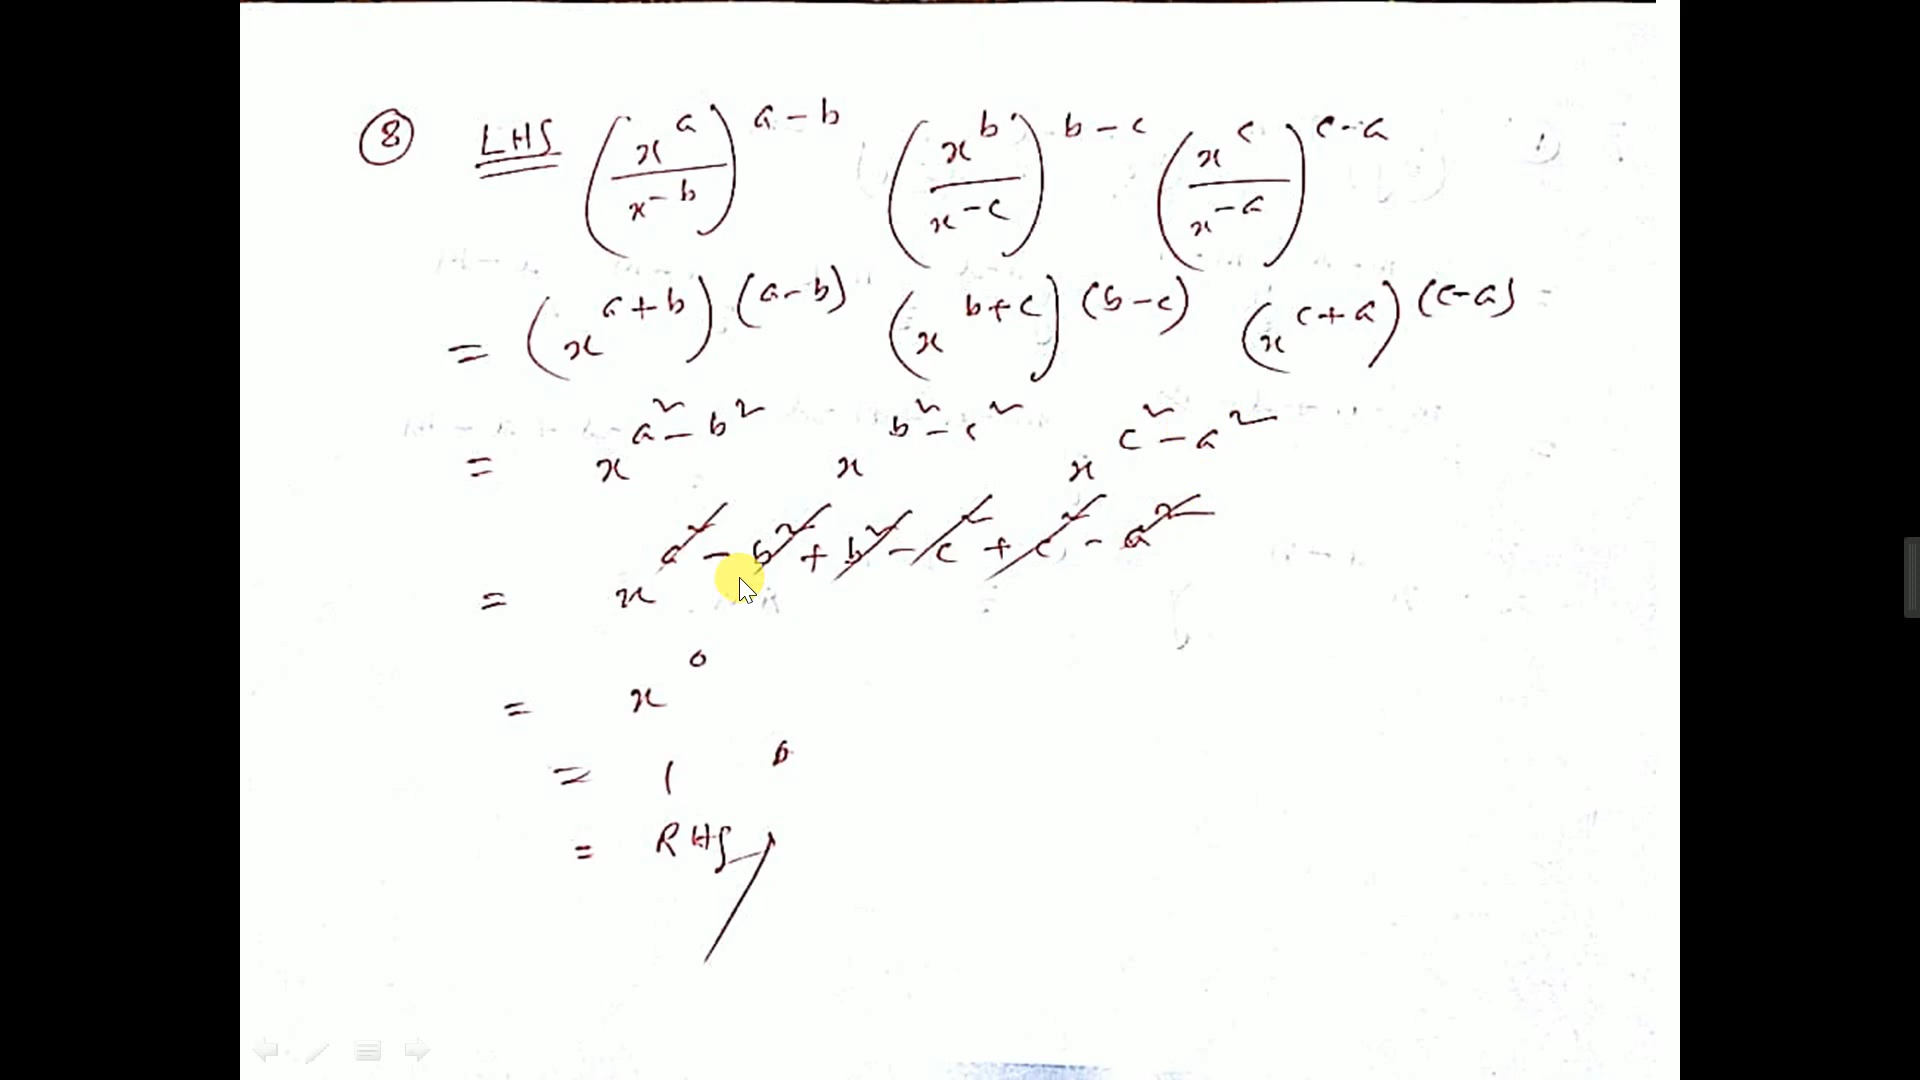 ⑧ LHS (x^a / x^-b)^a-b (x^b / x^-c)^b-c (x^c / x^-a)^c-a
= (x^a+b)^(a-b) (x^b+c)^(b-c) (x^c+a)^(c-a)
= x^a²-b² x^b²-c² x^c²-a²
= x^a²-b²+b²-c²+c²-a²
= x^0
= 1
= RHS